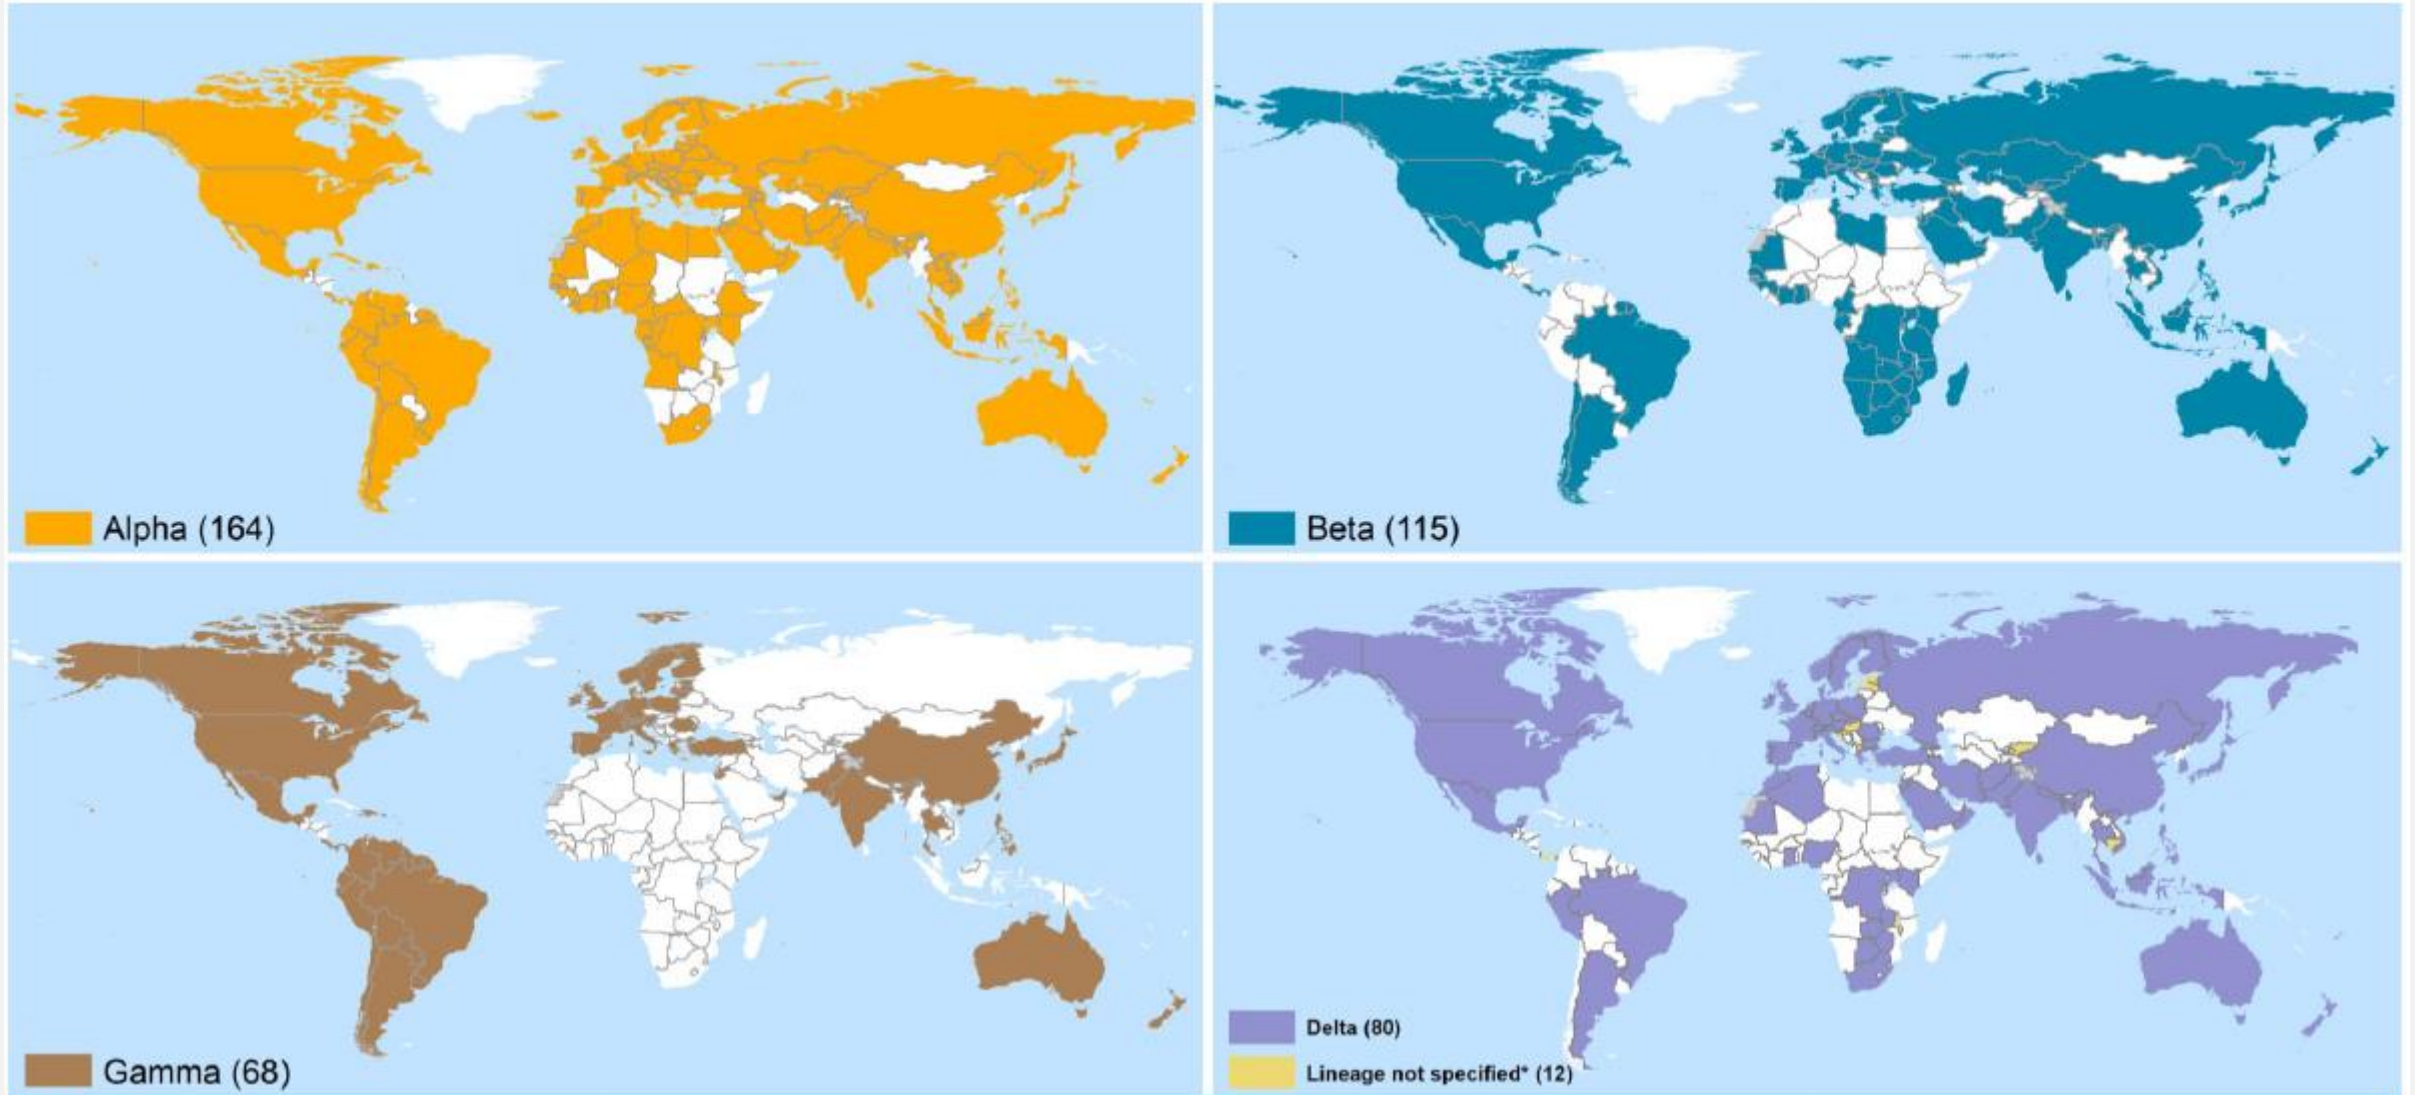 Alpha (164)
Beta (115)
Gamma (68)
Delta (80)
Lineage not specified* (12)